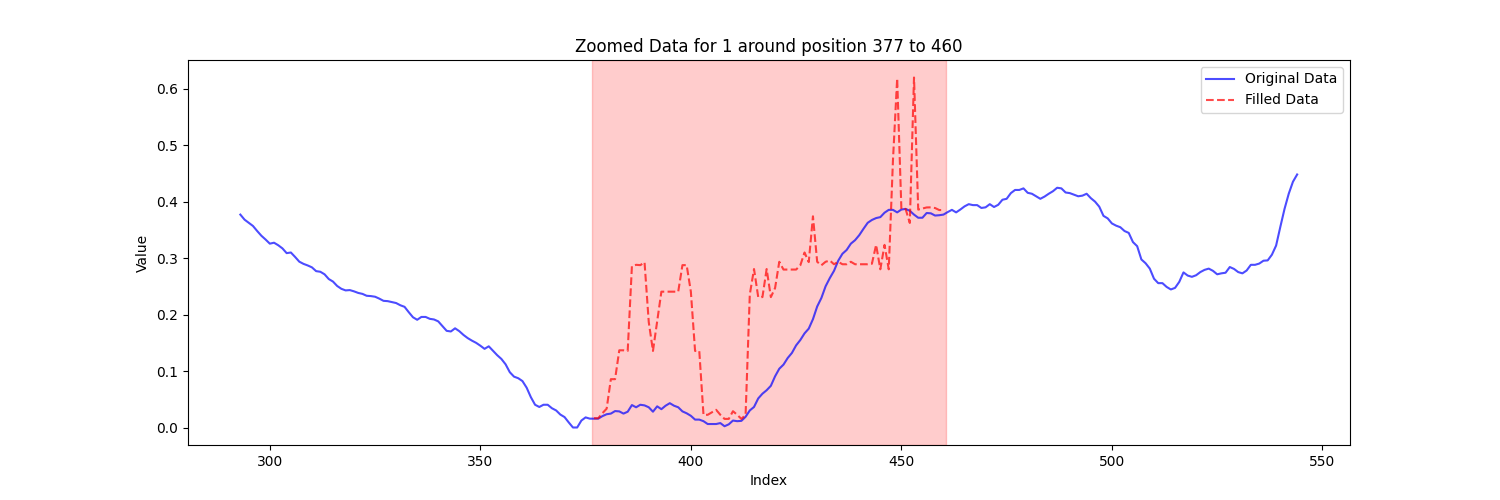 Zoomed Data for 1 around position 377 to 460
Original Data
Filled Data
Value
0.6
0.5
0.4
0.3
0.2
0.1
0.0
300 350 400 450 500 550
Index